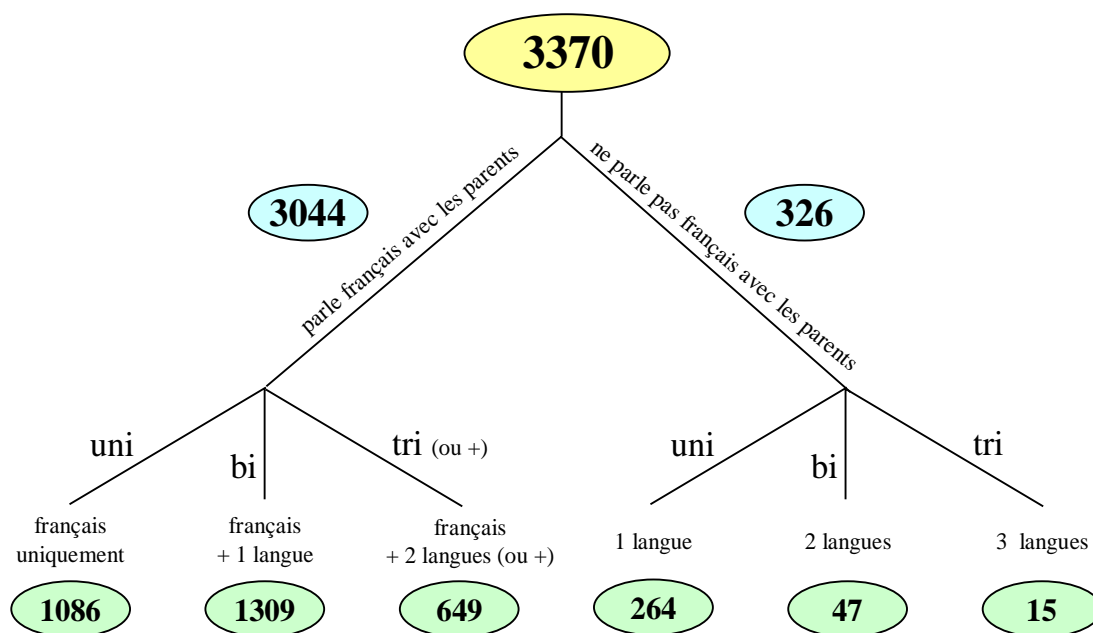 3370
parle français avec les parents
ne parle pas français avec les parents
3044
326
uni
bi
tri (ou +)
uni
bi
tri
français
uniquement
français
+ 1 langue
français
+ 2 langues (ou +)
1 langue
2 langues
3 langues
1086
1309
649
264
47
15